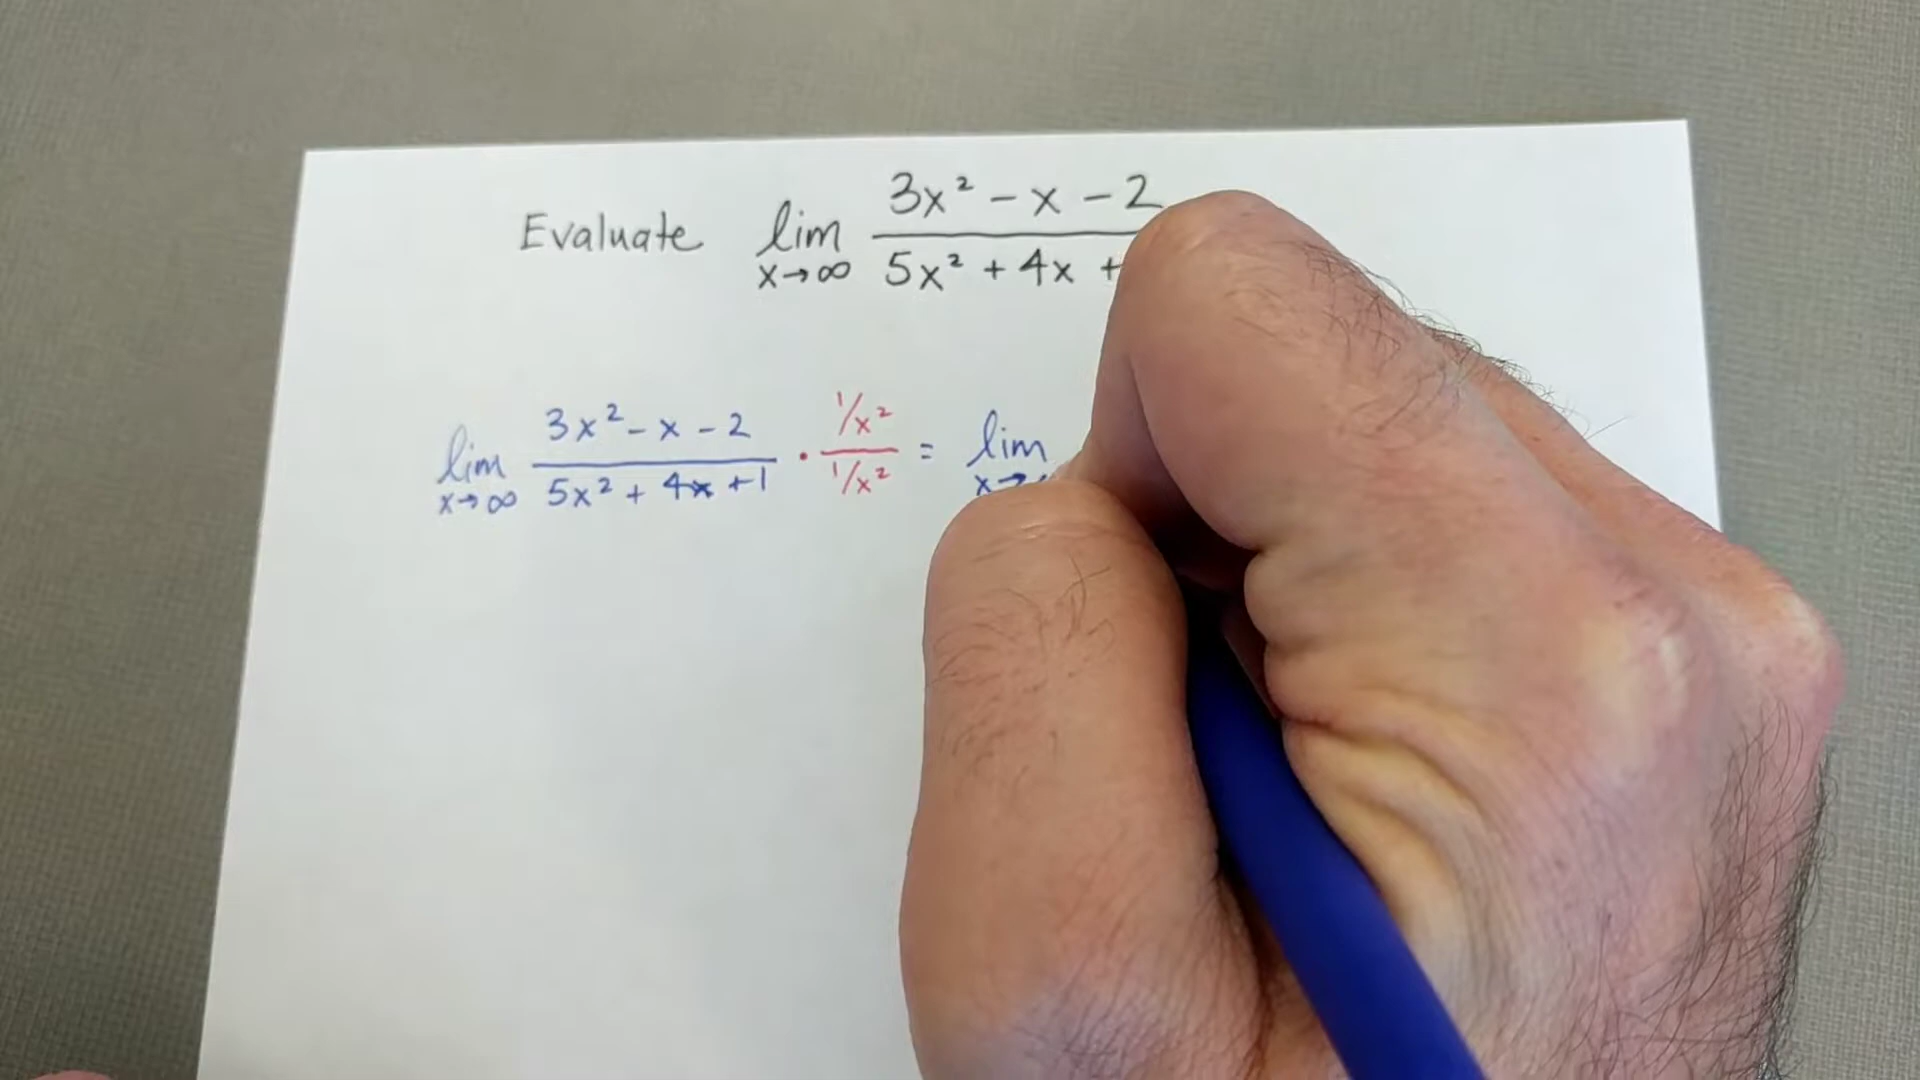 Evaluate lim x→∞ 3x² - x - 2 / 5x² + 4x +
lim x→∞ 3x² - x - 2 / 5x² + 4x + 1 · 1/x² / 1/x² = lim x→